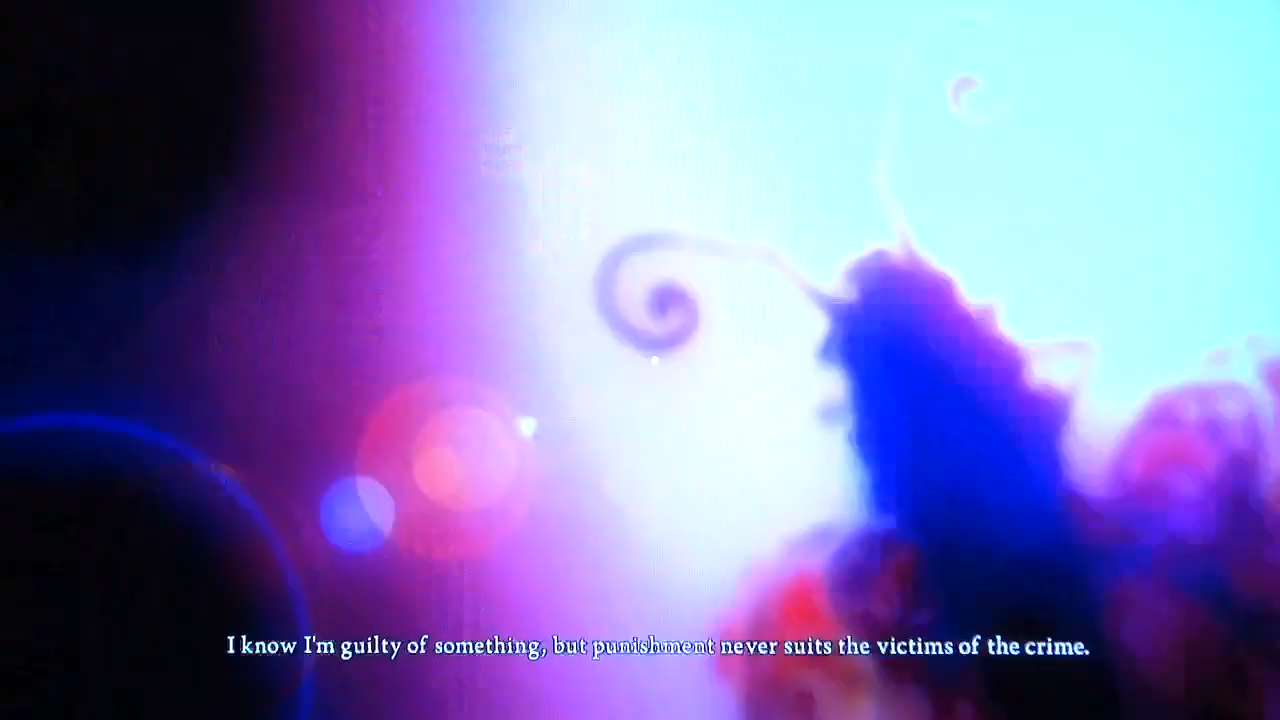 I know I'm guilty of something, but punishment never suits the victims of the crime.